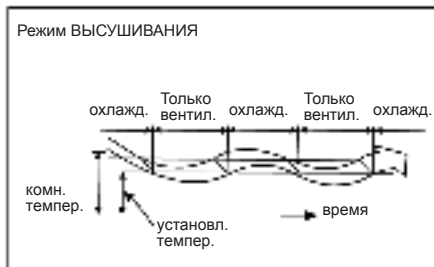 Режим ВЫСУШИВАНИЯ
охлажд. Только вентил. охлажд. Только вентил. охлажд.
комн. темпер.
установл. темпер.
время